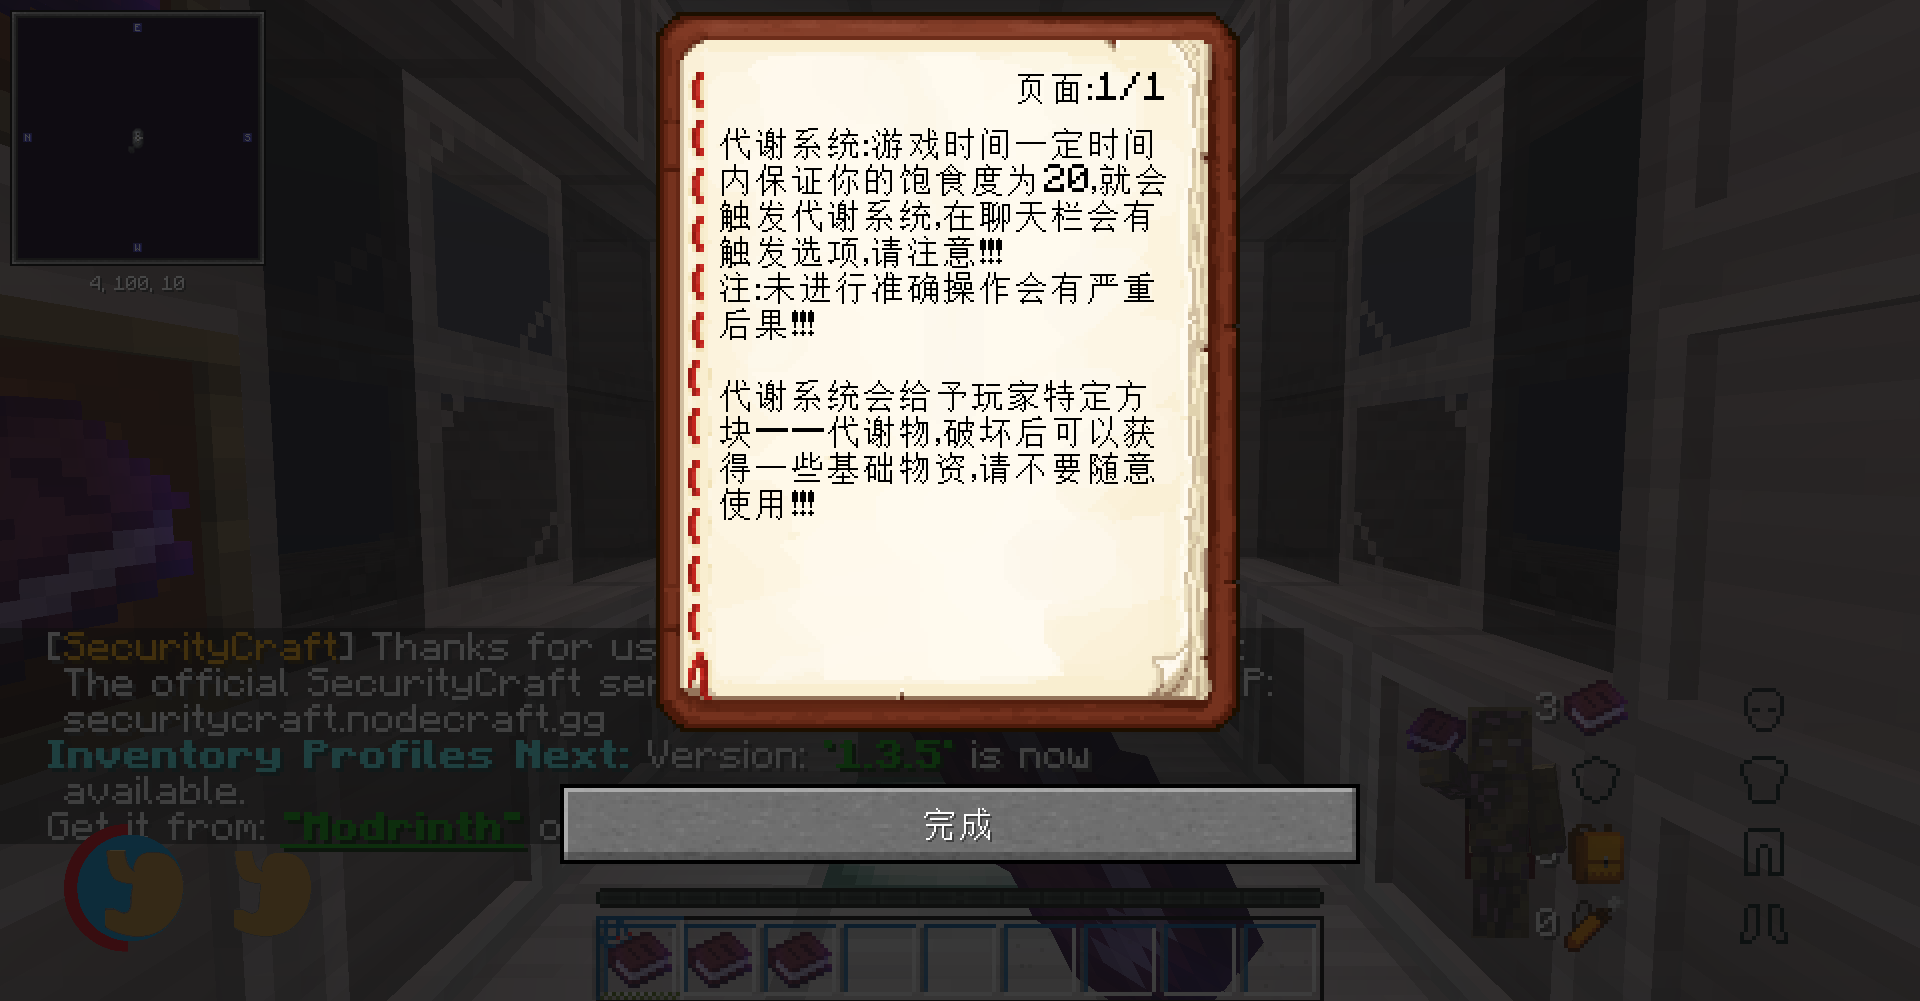 E
N
S
W
4, 100, 10
页面:1/1
代谢系统:游戏时间一定时间
内保证你的饱食度为20,就会
触发代谢系统,在聊天栏会有
触发选项,请注意!!!
注:未进行准确操作会有严重
后果!!!
代谢系统会给予玩家特定方
块——代谢物,破坏后可以获
得一些基础物资,请不要随意
使用!!!
[SecurityCraft] Thanks for us
:
The official SecurityCraft ser
P:
securitycraft.nodecraft.gg
Inventory Profiles Next: Version: "1.3.5" is now
available.
Get it from: "Modrinth" o
完成
3
0